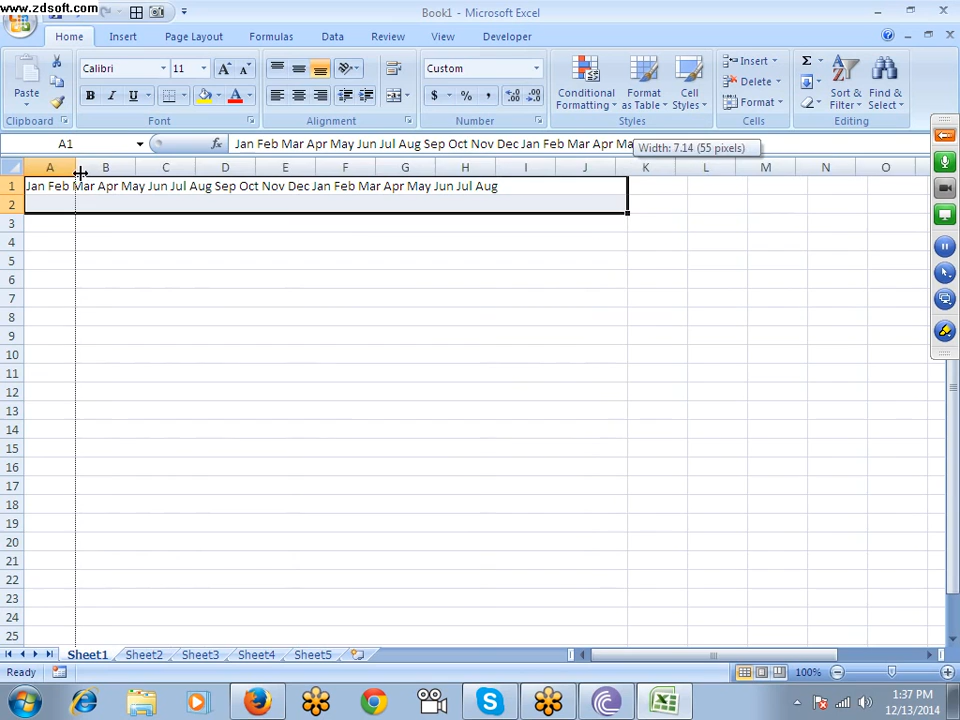 www.zdsoft.com
Book1 - Microsoft Excel
Home Insert Page Layout Formulas Data Review View Developer
Paste
Calibri 11 A A
B I U A
Custom
$ % ,
Conditional Formatting
Format as Table
Cell Styles
Insert
Delete
Format
Σ
Sort & Filter
Find & Select
Clipboard Font Alignment Number Styles Cells Editing
A1 fx Jan Feb Mar Apr May Jun Jul Aug Sep Oct Nov Dec Jan Feb Mar Apr Ma
Width: 7.14 (55 pixels)
A B C D E F G H I J K L M N O
1 Jan Feb Mar Apr May Jun Jul Aug Sep Oct Nov Dec Jan Feb Mar Apr May Jun Jul Aug
2
3
4
5
6
7
8
9
10
11
12
13
14
15
16
17
18
19
20
21
22
23
24
25
Sheet1 Sheet2 Sheet3 Sheet4 Sheet5
Ready 100%
1:37 PM
12/13/2014